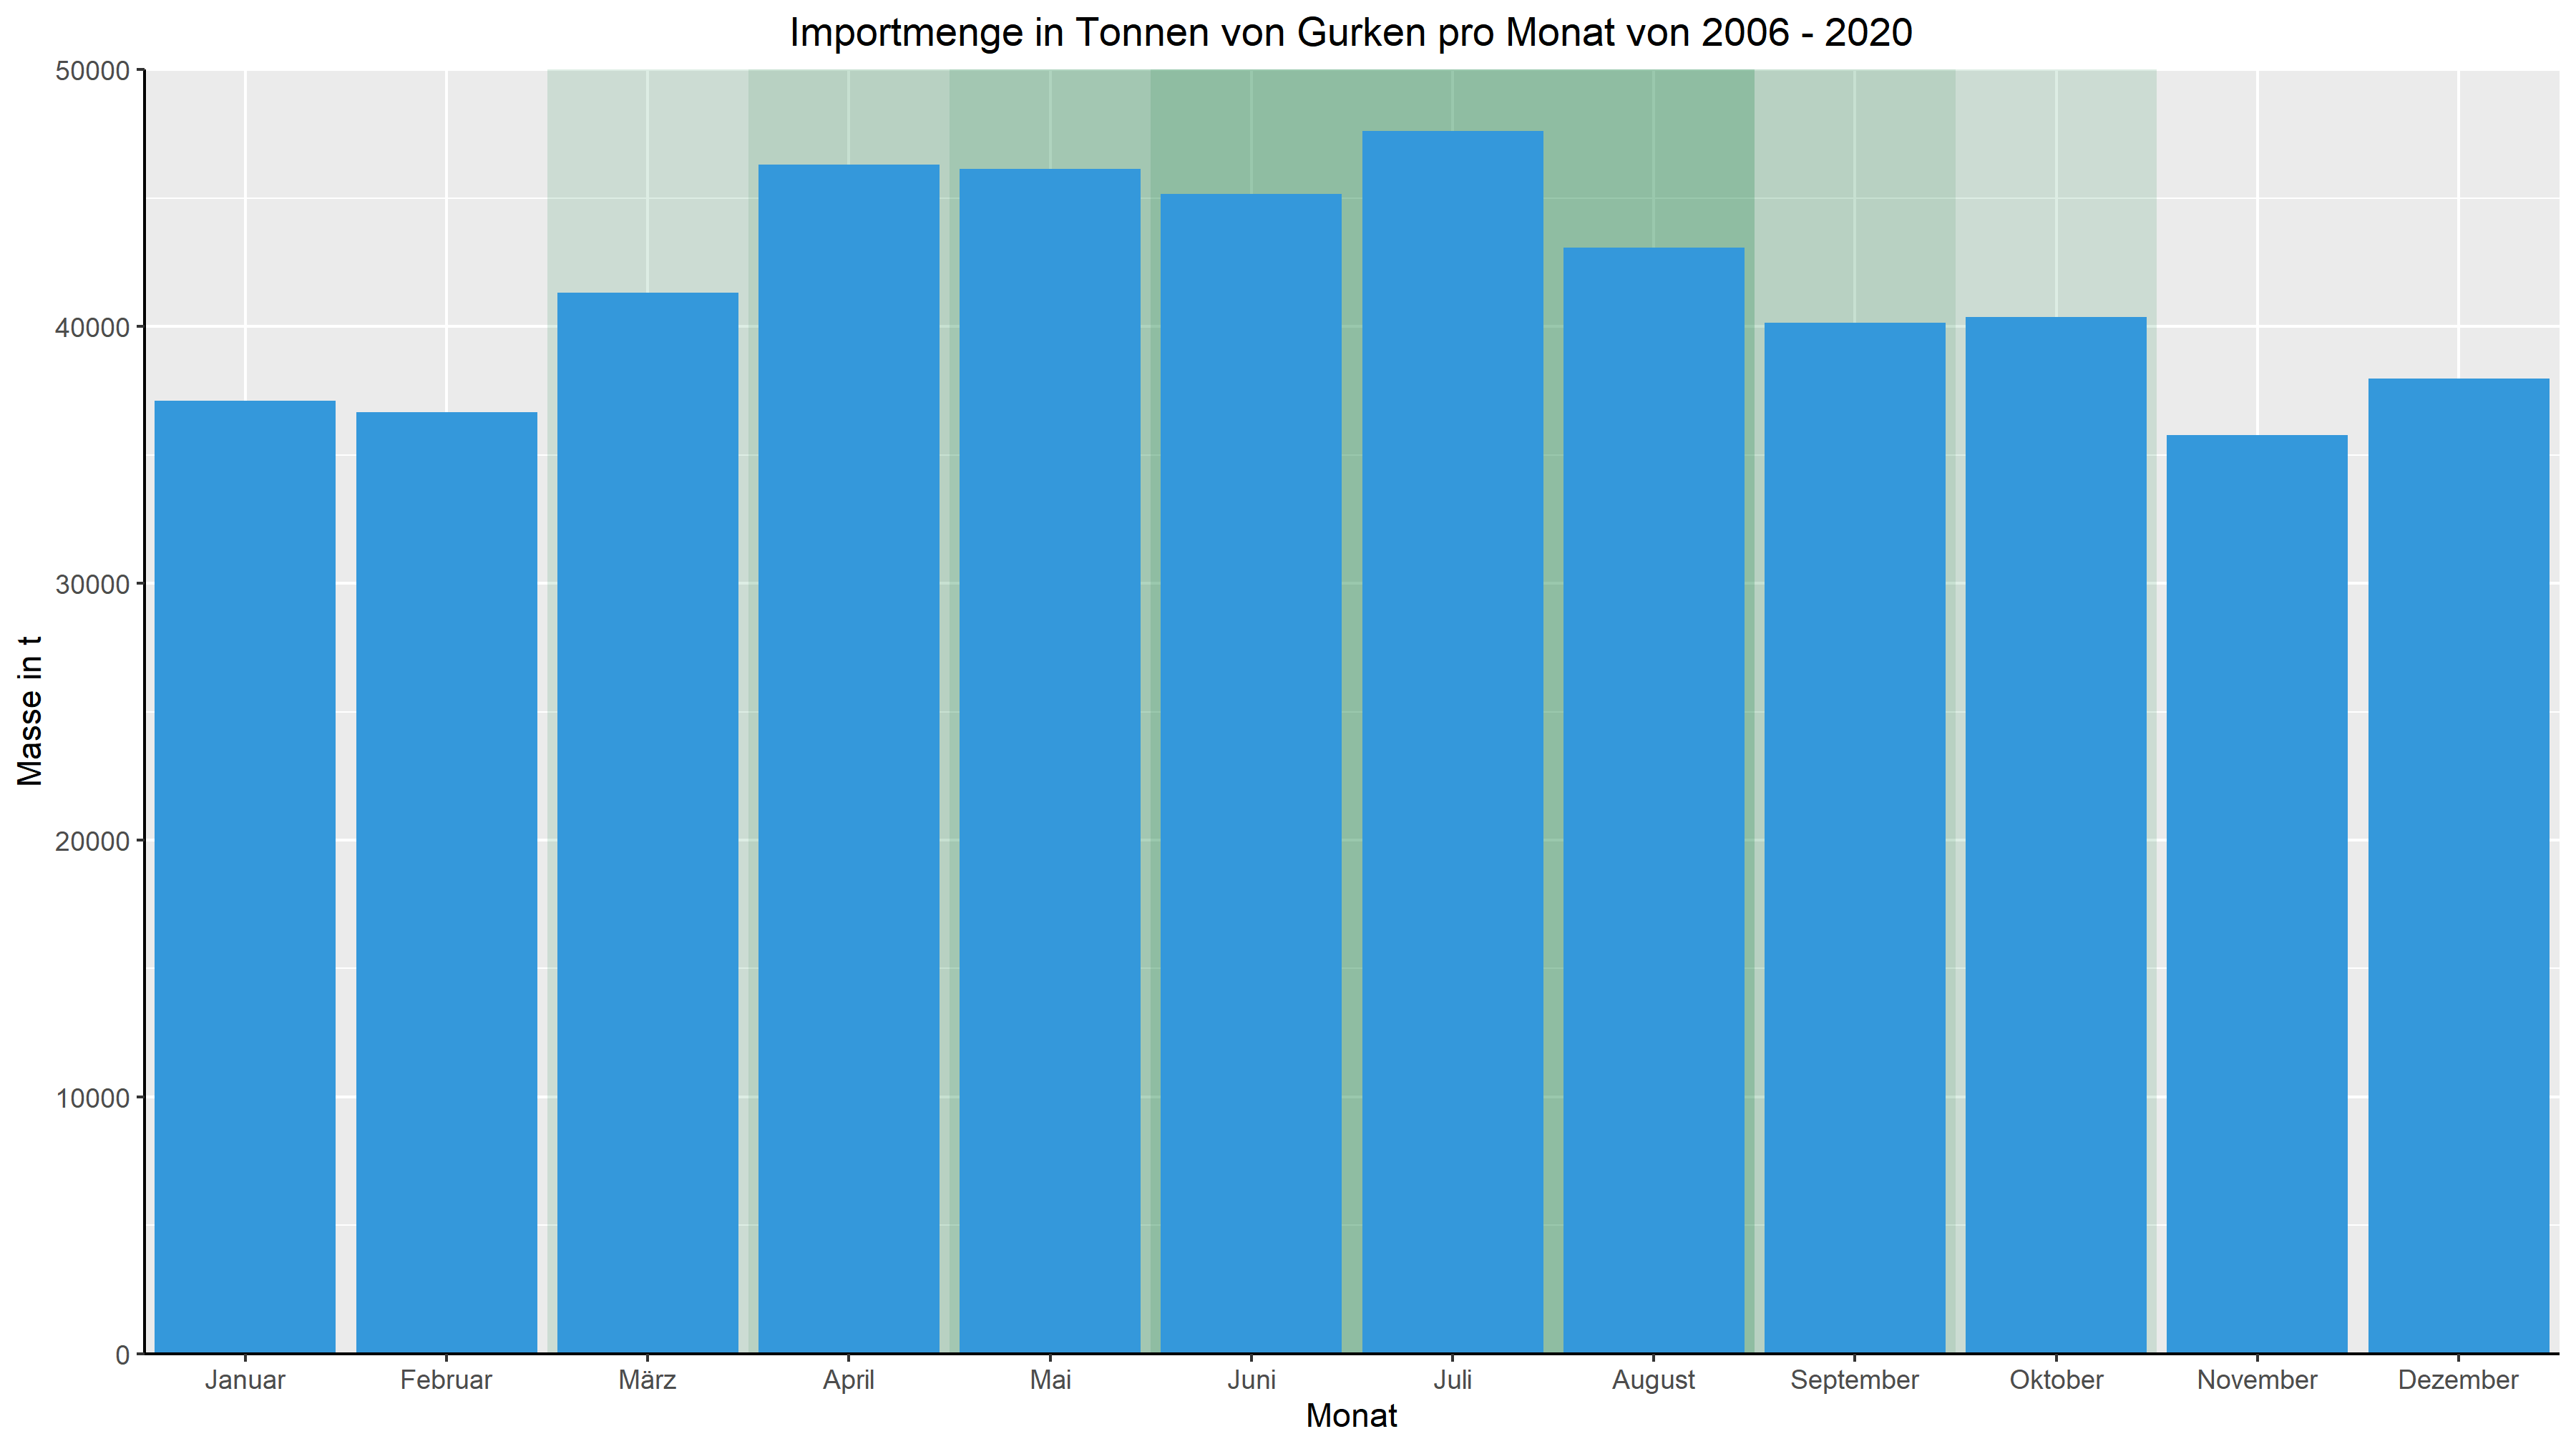 Importmenge in Tonnen von Gurken pro Monat von 2006 - 2020
50000
40000
30000
20000
10000
0
Masse in t
Januar Februar März April Mai Juni Juli August September Oktober November Dezember
Monat